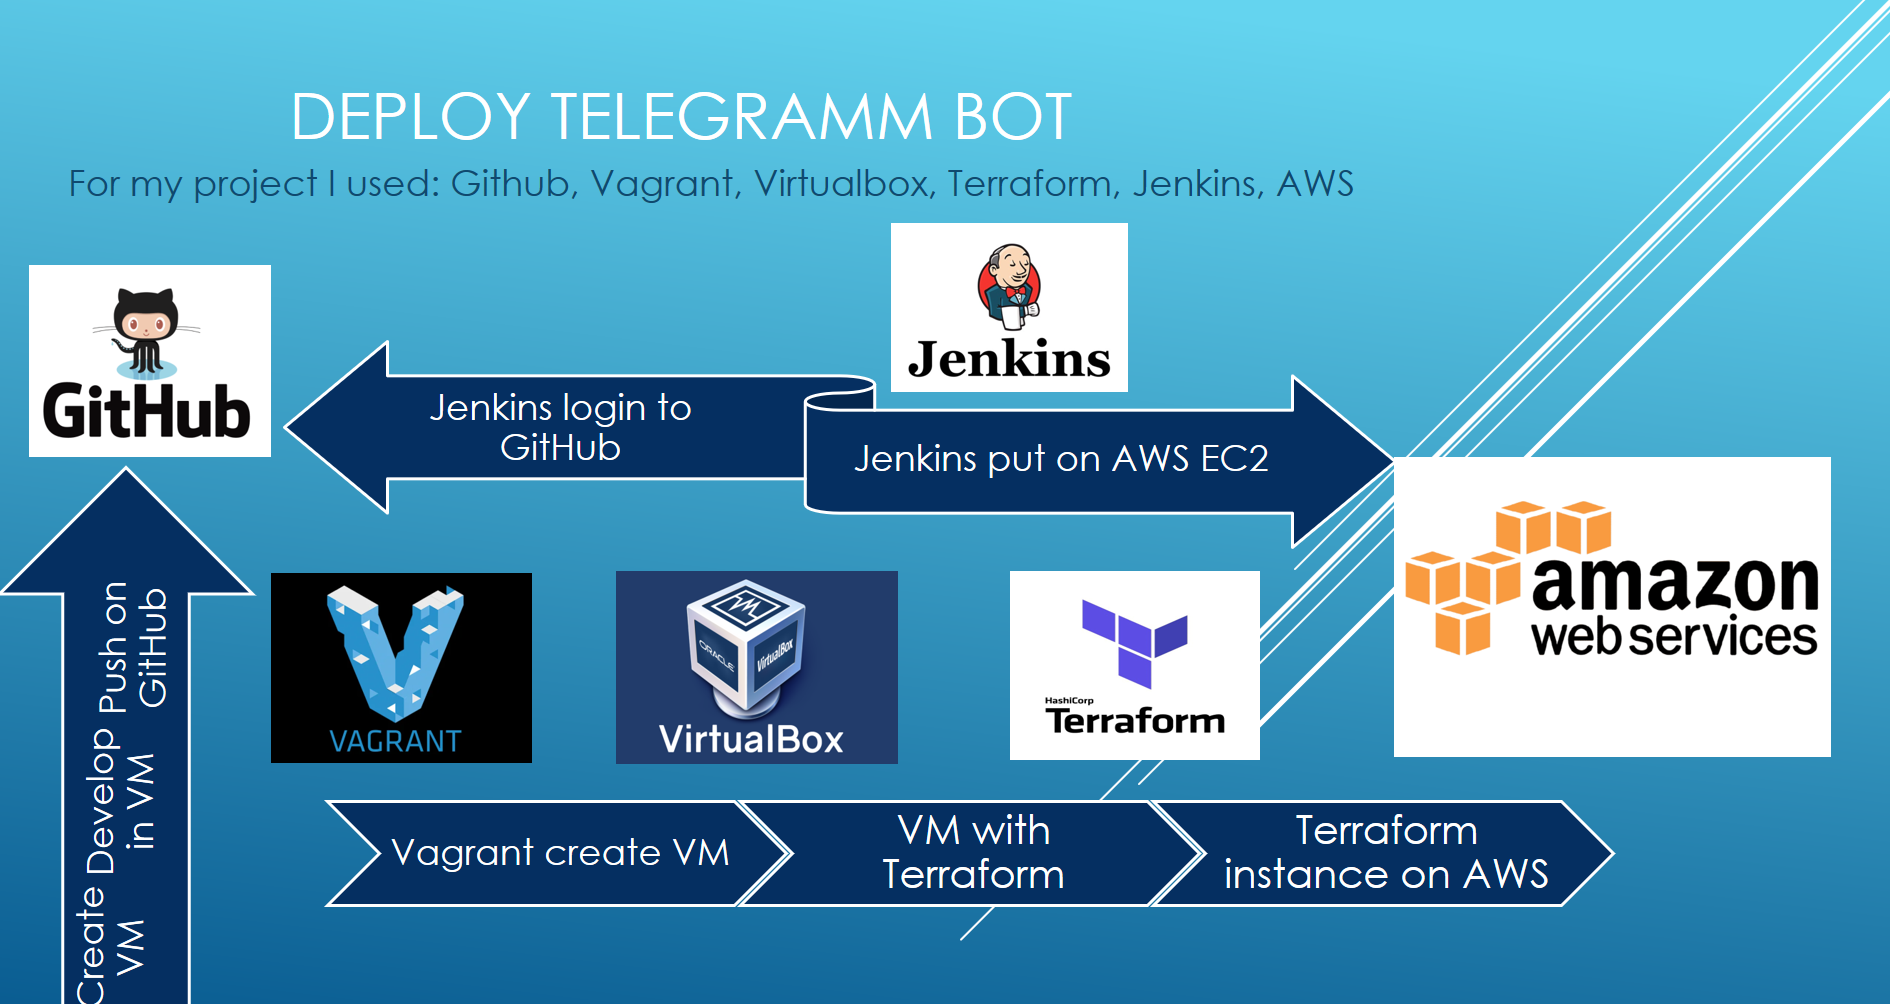 DEPLOY TELEGRAMM BOT
For my project I used: Github, Vagrant, Virtualbox, Terraform, Jenkins, AWS
Jenkins
GitHub
Jenkins login to
GitHub
Jenkins put on AWS EC2
amazon
web services
Push on
GitHub
Develop
in VM
Create
VM
VAGRANT
ORACLE
VirtualBox
VirtualBox
HashiCorp
Terraform
Vagrant create VM
VM with
Terraform
Terraform
instance on AWS